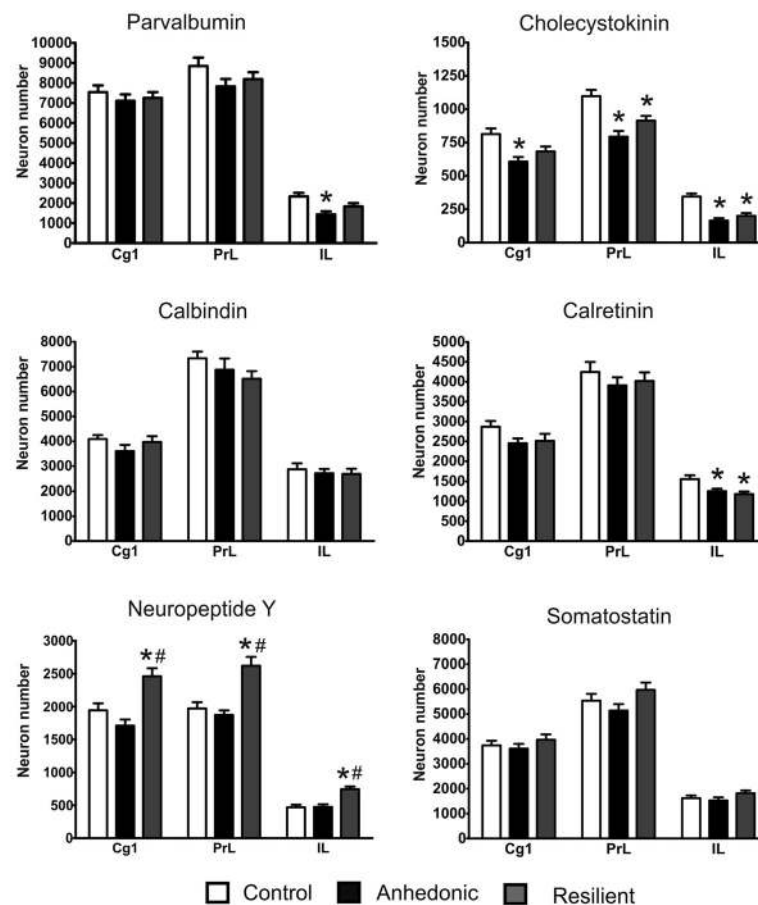 Parvalbumin
Neuron number
10000
9000
8000
7000
6000
5000
4000
3000
2000
1000
0
*
Cg1 PrL IL
Cholecystokinin
Neuron number
1500
1250
1000
750
500
250
0
* * * * *
Cg1 PrL IL
Calbindin
Neuron number
8000
7000
6000
5000
4000
3000
2000
1000
0
Cg1 PrL IL
Calretinin
Neuron number
5000
4500
4000
3500
3000
2500
2000
1500
1000
500
0
* *
Cg1 PrL IL
Neuropeptide Y
Neuron number
3000
2500
2000
1500
1000
500
0
*# *# *#
Cg1 PrL IL
Somatostatin
Neuron number
8000
7000
6000
5000
4000
3000
2000
1000
0
Cg1 PrL IL
Control Anhedonic Resilient